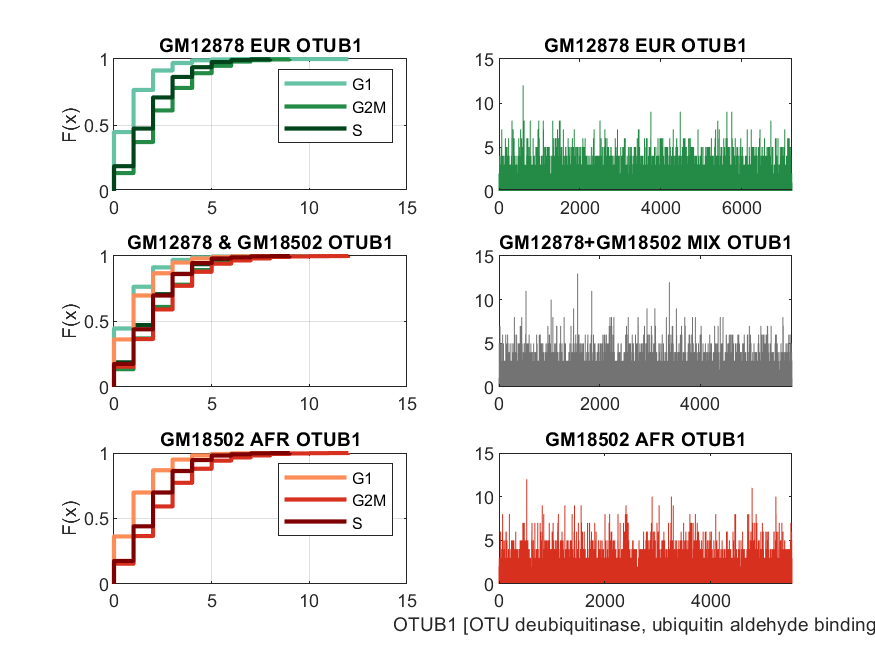 GM12878 EUR OTUB1
1
0.5
0
F(x)
0 5 10 15
G1
G2M
S
GM12878 EUR OTUB1
15
10
5
0
0 2000 4000 6000
GM12878 & GM18502 OTUB1
1
0.5
0
F(x)
0 5 10 15
GM12878+GM18502 MIX OTUB1
15
10
5
0
0 2000 4000
GM18502 AFR OTUB1
1
0.5
0
F(x)
0 5 10 15
G1
G2M
S
GM18502 AFR OTUB1
15
10
5
0
0 2000 4000
OTUB1 [OTU deubiquitinase, ubiquitin aldehyde binding